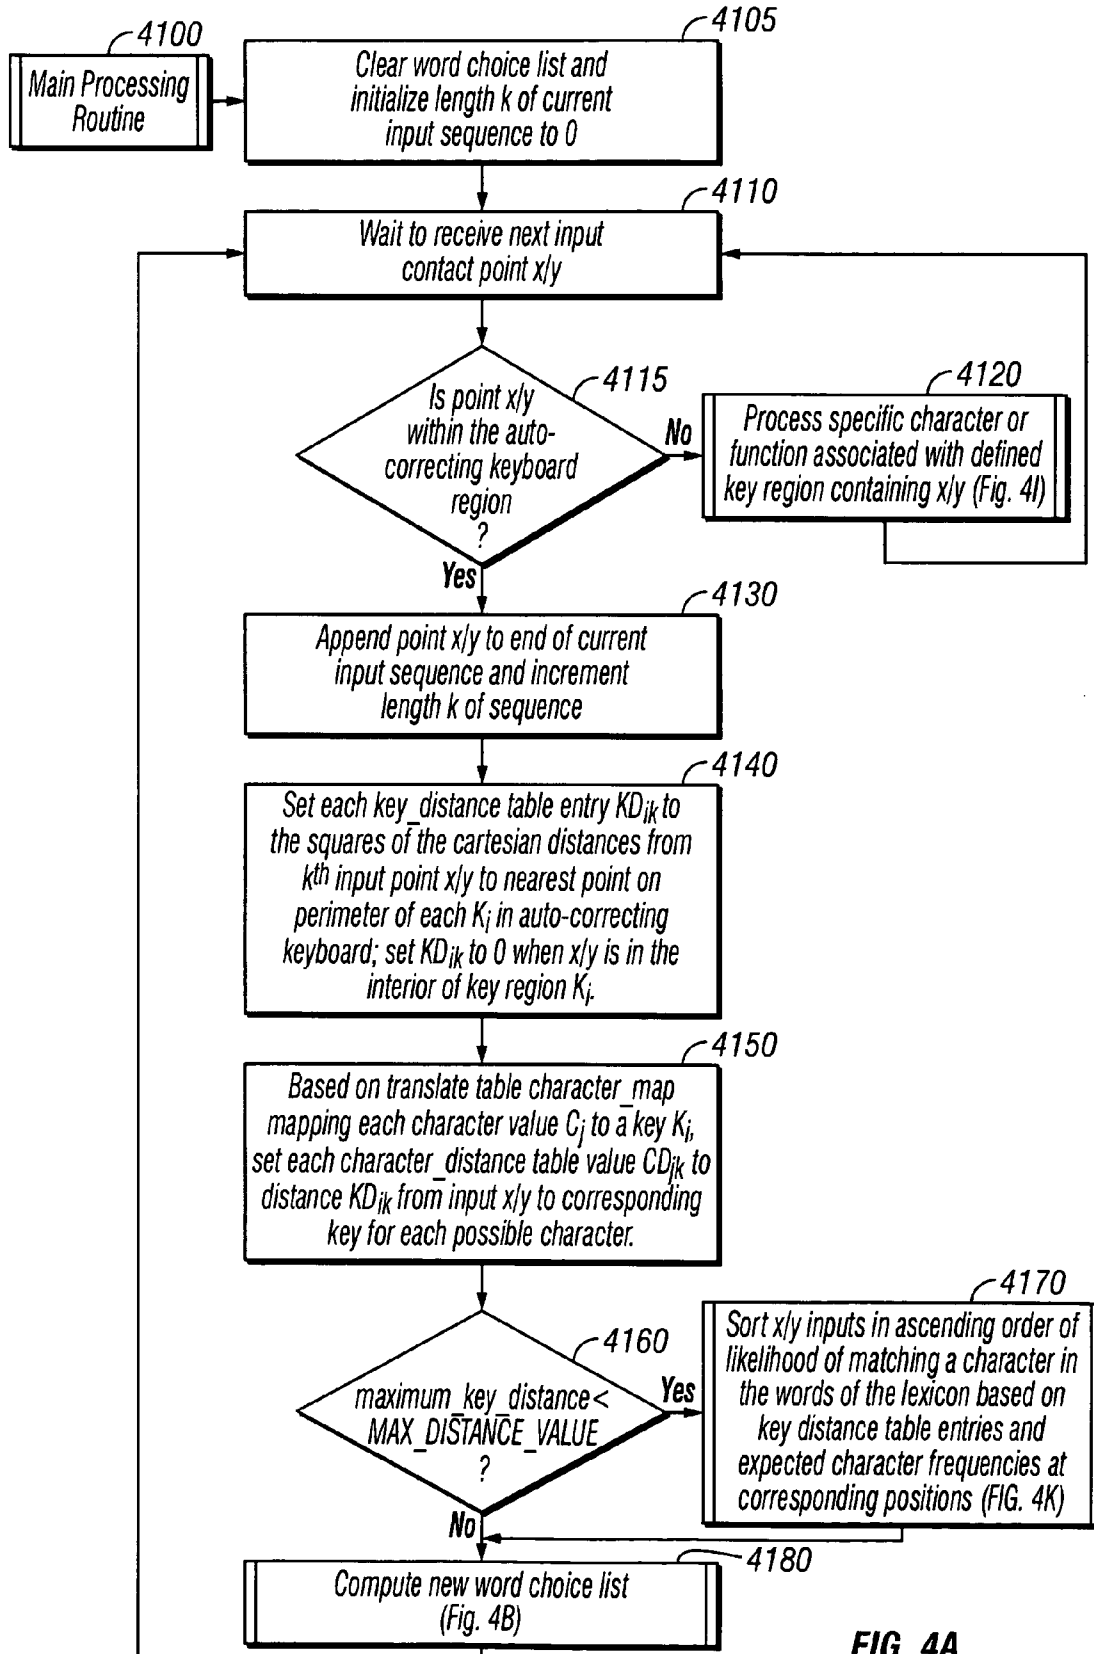 4100
Main Processing
Routine
4105
Clear word choice list and
initialize length k of current
input sequence to 0
4110
Wait to receive next input
contact point x/y
4115
Is point x/y
within the auto-
correcting keyboard
region
?
No
Yes
4120
Process specific character or
function associated with defined
key region containing x/y (Fig. 4I)
4130
Append point x/y to end of current
input sequence and increment
length k of sequence
4140
Set each key_distance table entry KDik to
the squares of the cartesian distances from
kth input point x/y to nearest point on
perimeter of each Ki in auto-correcting
keyboard; set KDik to 0 when x/y is in the
interior of key region Ki.
4150
Based on translate table character_map
mapping each character value Cj to a key Ki,
set each character_distance table value CDjk to
distance KDik from input x/y to corresponding
key for each possible character.
4160
maximum_key_distance<
MAX_DISTANCE_VALUE
?
Yes
No
4170
Sort x/y inputs in ascending order of
likelihood of matching a character in
the words of the lexicon based on
key distance table entries and
expected character frequencies at
corresponding positions (FIG. 4K)
4180
Compute new word choice list
(Fig. 4B)
FIG. 4A